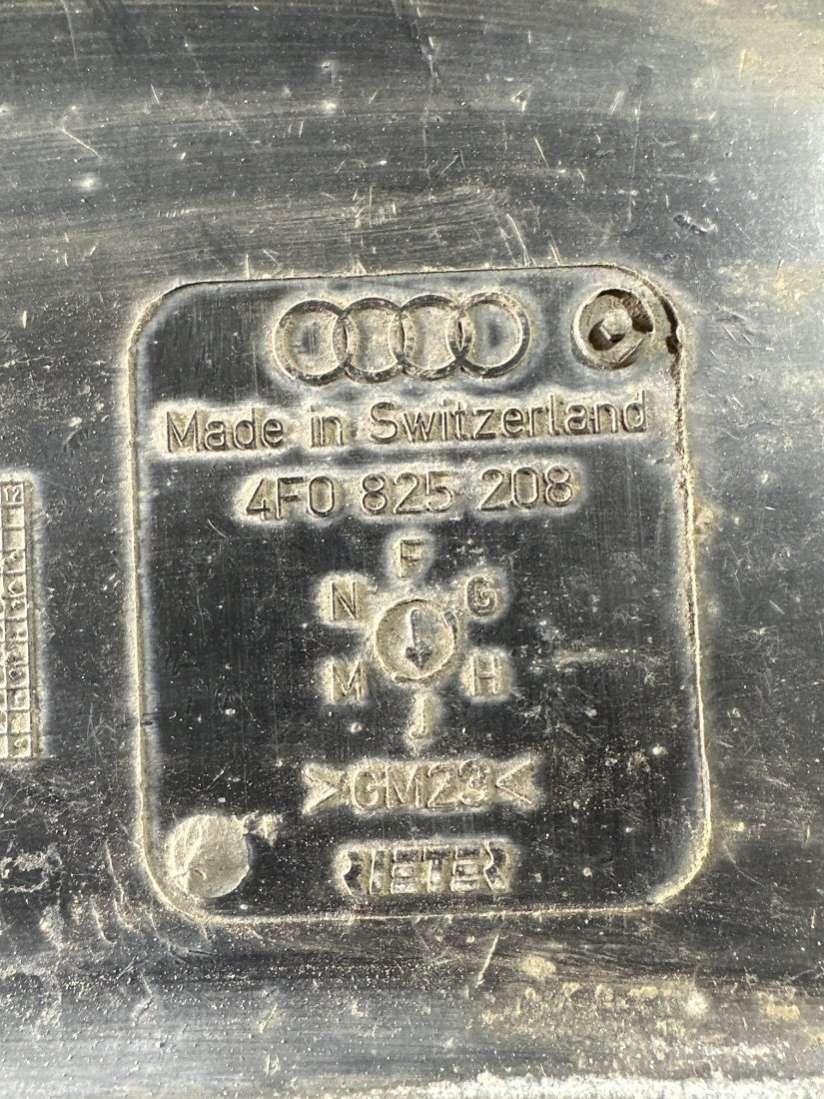 Made in Switzerland
4F0 825 208
F
N G
M H
J
>GM23<
RIETER